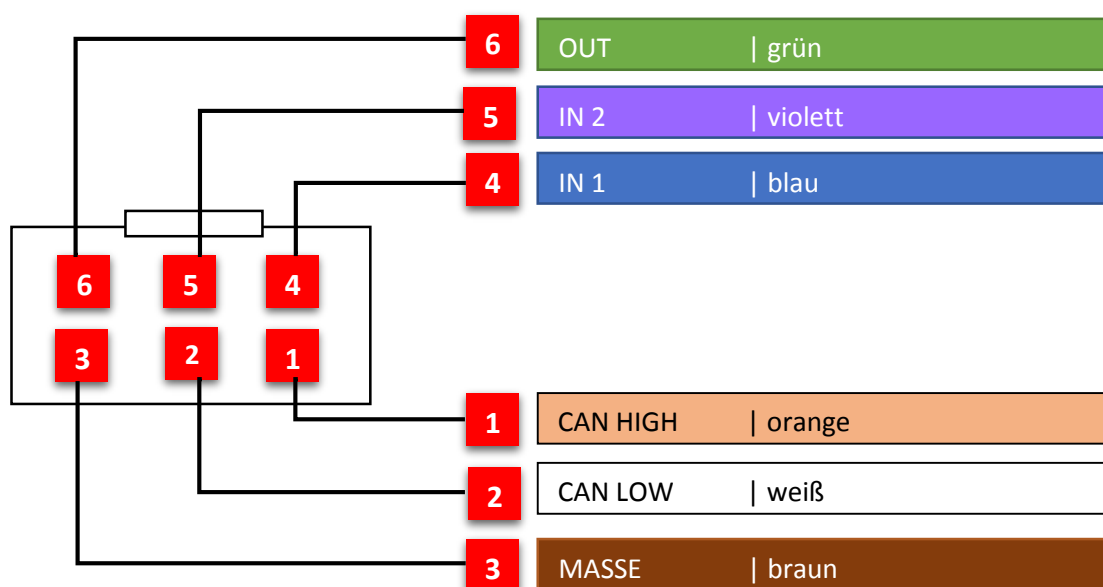 6 OUT | grün
5 IN 2 | violett
4 IN 1 | blau
6 5 4
3 2 1
1 CAN HIGH | orange
2 CAN LOW | weiß
3 MASSE | braun